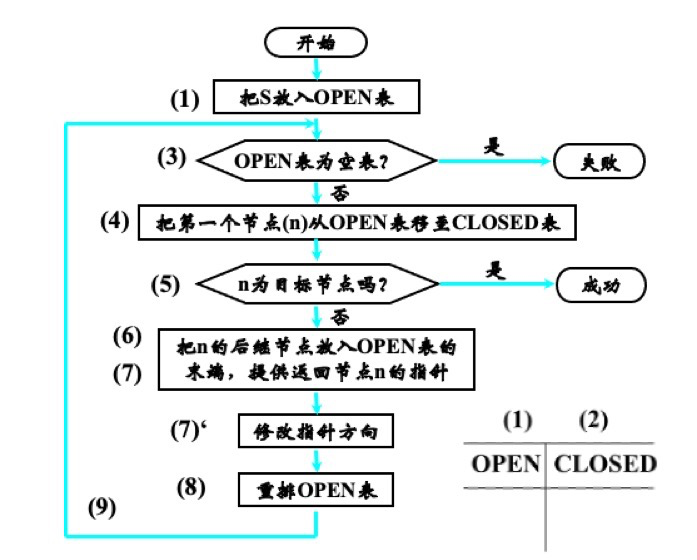 开始
(1) 把S放入OPEN表
(3) OPEN表为空表? 是 失败
否
(4) 把第一个节点(n)从OPEN表移至CLOSED表
(5) n为目标节点吗? 是 成功
否
(6) 把n的后继节点放入OPEN表的
(7) 末端，提供返回节点n的指针
(7)‘ 修改指针方向
(8) 重排OPEN表
(9)
(1) (2)
OPEN CLOSED